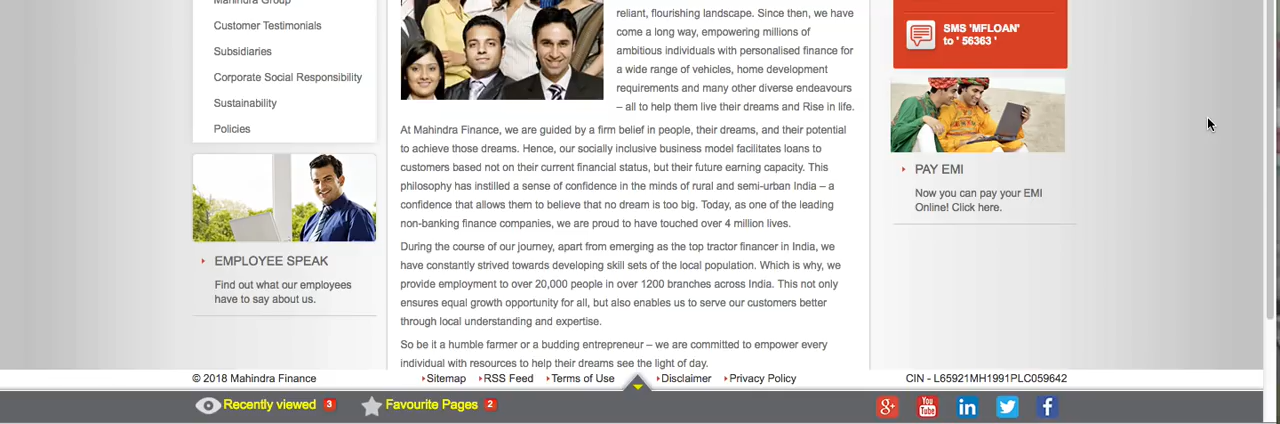 Mahindra Group
Customer Testimonials
Subsidiaries
Corporate Social Responsibility
Sustainability
Policies
EMPLOYEE SPEAK
Find out what our employees
have to say about us.
reliant, flourishing landscape. Since then, we have
come a long way, empowering millions of
ambitious individuals with personalised finance for
a wide range of vehicles, home development
requirements and many other diverse endeavours
– all to help them live their dreams and Rise in life.
At Mahindra Finance, we are guided by a firm belief in people, their dreams, and their potential
to achieve those dreams. Hence, our socially inclusive business model facilitates loans to
customers based not on their current financial status, but their future earning capacity. This
philosophy has instilled a sense of confidence in the minds of rural and semi-urban India – a
confidence that allows them to believe that no dream is too big. Today, as one of the leading
non-banking finance companies, we are proud to have touched over 4 million lives.
During the course of our journey, apart from emerging as the top tractor financer in India, we
have constantly strived towards developing skill sets of the local population. Which is why, we
provide employment to over 20,000 people in over 1200 branches across India. This not only
ensures equal growth opportunity for all, but also enables us to serve our customers better
through local understanding and expertise.
So be it a humble farmer or a budding entrepreneur – we are committed to empower every
individual with resources to help their dreams see the light of day.
SMS 'MFLOAN'
to ' 56363 '
PAY EMI
Now you can pay your EMI
Online! Click here.
© 2018 Mahindra Finance
Sitemap RSS Feed Terms of Use Disclaimer Privacy Policy
CIN - L65921MH1991PLC059642
Recently viewed 3
Favourite Pages 2
g+
You Tube
in
f